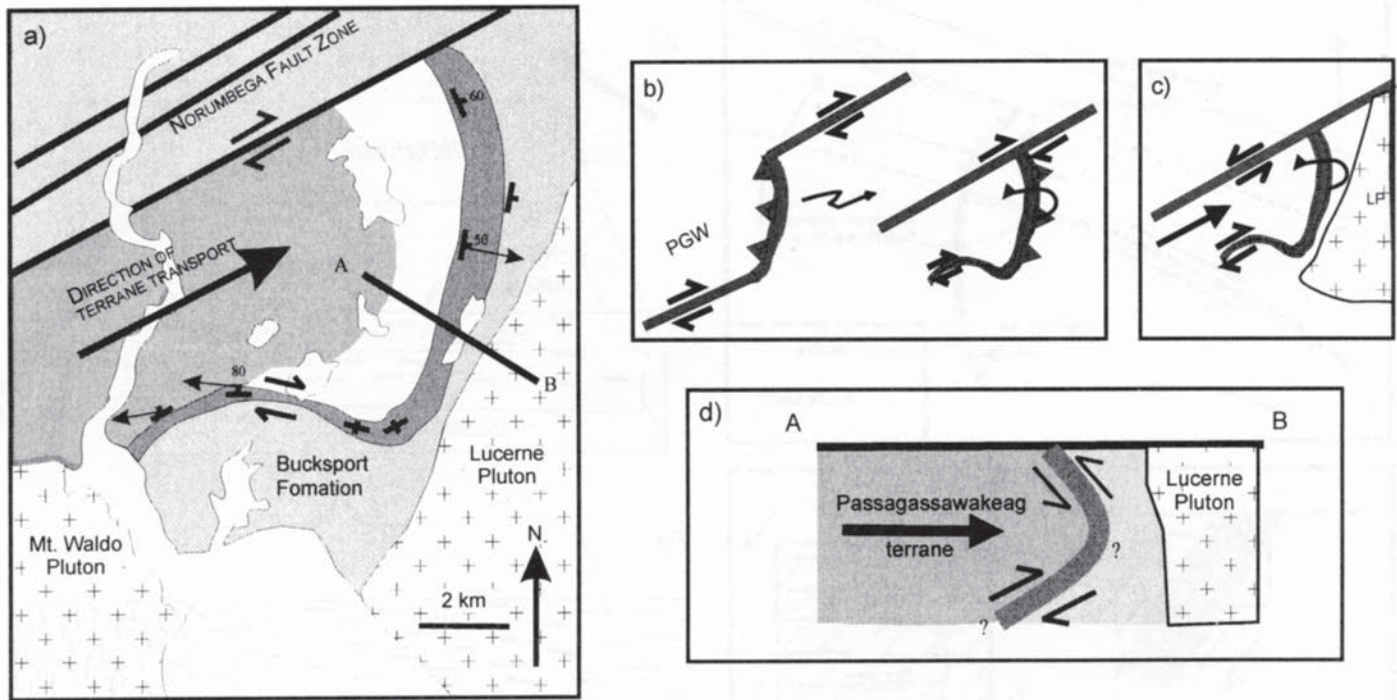 a)
NORUMBEGA FAULT ZONE
60
DIRECTION OF
TERRANE TRANSPORT
A
50
B
80
Bucksport
Fomation
Lucerne
Pluton
Mt. Waldo
Pluton
N
2 km
b)
PGW
c)
LP
d)
A
B
Passagassawakeag
terrane
Lucerne
Pluton
?
?